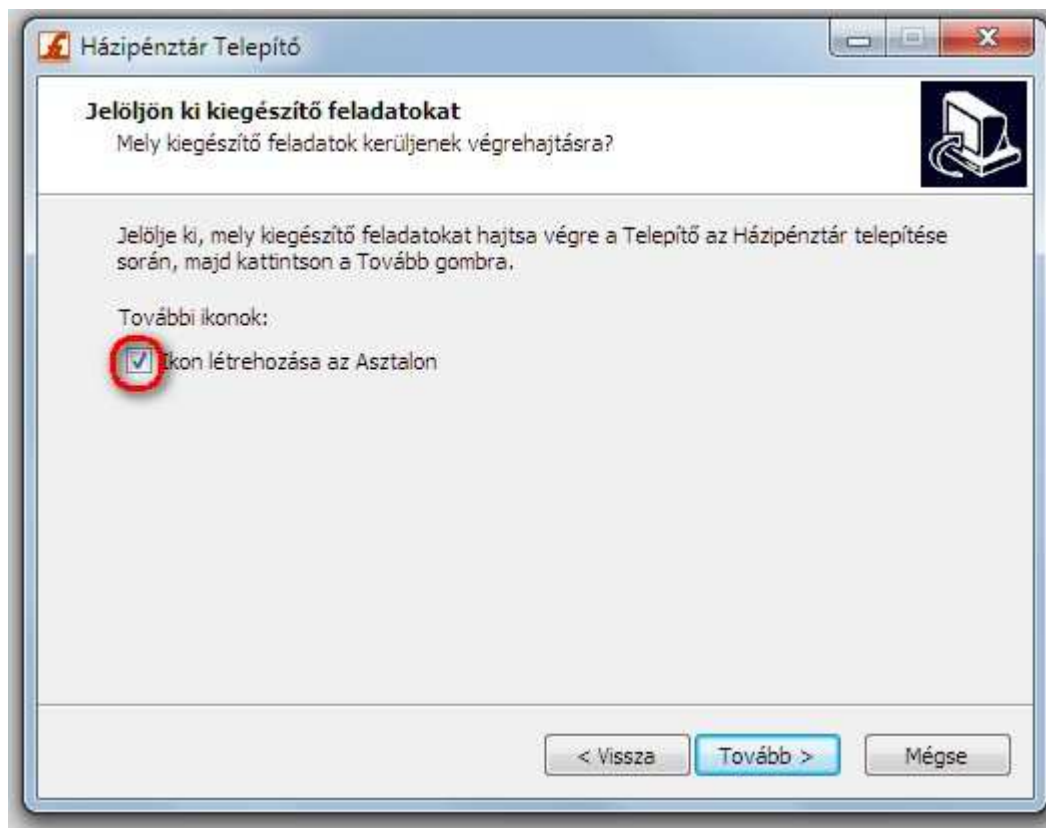 Házipénztár Telepítő
Jelöljön ki kiegészítő feladatokat
Mely kiegészítő feladatok kerüljenek végrehajtásra?
Jelölje ki, mely kiegészítő feladatokat hajtsa végre a Telepítő az Házipénztár telepítése
során, majd kattintson a Tovább gombra.
További ikonok:
Ikon létrehozása az Asztalon
< Vissza
Tovább >
Mégse